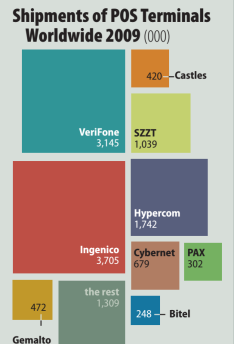 Shipments of POS Terminals
Worldwide 2009 (000)
420
Castles
VeriFone
3,145
SZZT
1,039
Hypercom
1,742
Ingenico
3,705
Cybernet
679
PAX
302
the rest
1,309
472
Gemalto
248
Bitel